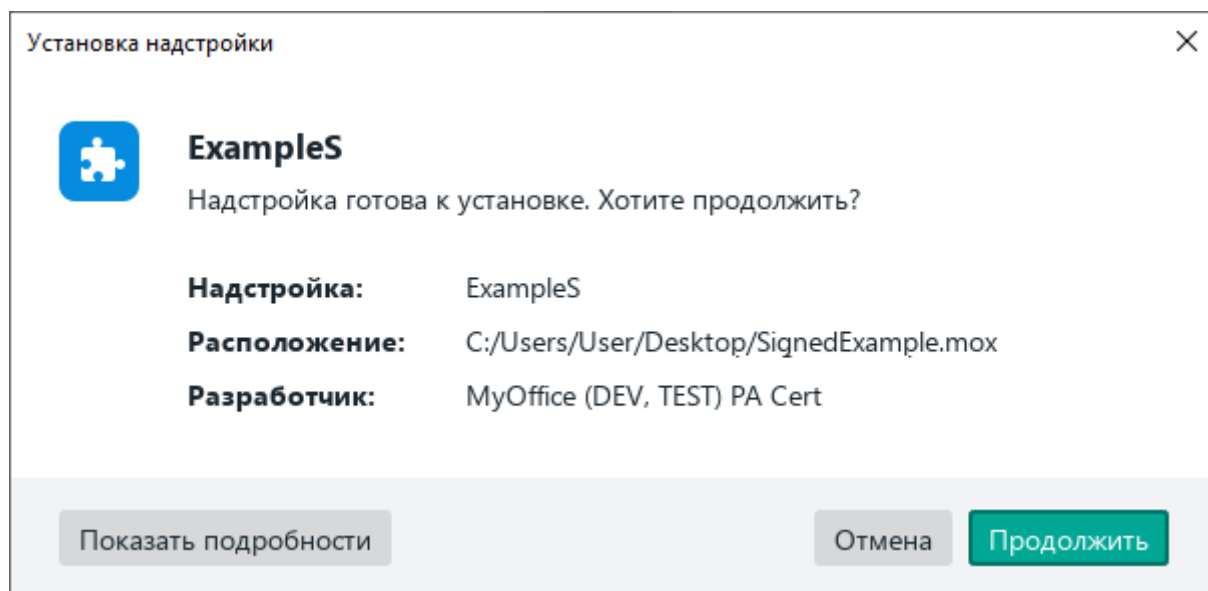 Установка надстройки
ExampleS
Надстройка готова к установке. Хотите продолжить?
Надстройка: ExampleS
Расположение: C:/Users/User/Desktop/SignedExample.mox
Разработчик: MyOffice (DEV, TEST) PA Cert
Показать подробности Отмена Продолжить